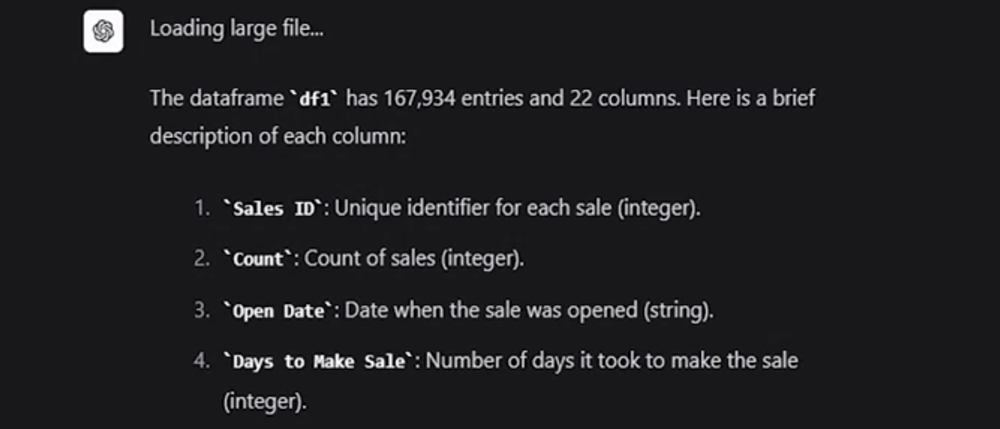 Loading large file...
The dataframe `df1` has 167,934 entries and 22 columns. Here is a brief
description of each column:
1. `Sales ID`: Unique identifier for each sale (integer).
2. `Count`: Count of sales (integer).
3. `Open Date`: Date when the sale was opened (string).
4. `Days to Make Sale`: Number of days it took to make the sale
(integer).